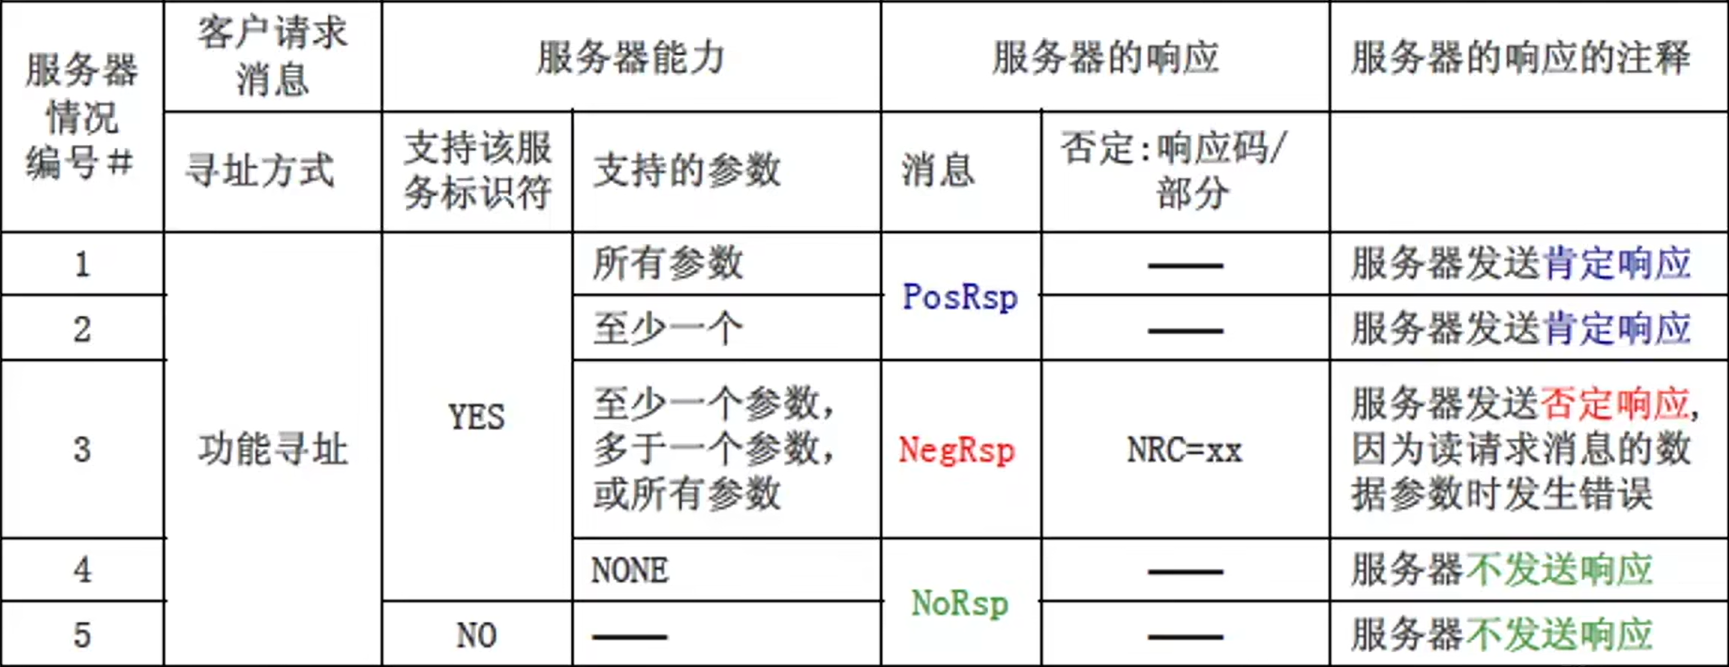 服务器
情况
编号#
客户请求
消息
服务器能力
服务器的响应
服务器的响应的注释
寻址方式
支持该服
务标识符
支持的参数
消息
否定:响应码/
部分
1
功能寻址
YES
所有参数
PosRsp
——
服务器发送肯定响应
2
至少一个
——
服务器发送肯定响应
3
至少一个参数,
多于一个参数,
或所有参数
NegRsp
NRC=xx
服务器发送否定响应,
因为读请求消息的数
据参数时发生错误
4
NONE
NoRsp
——
服务器不发送响应
5
NO
——
——
服务器不发送响应